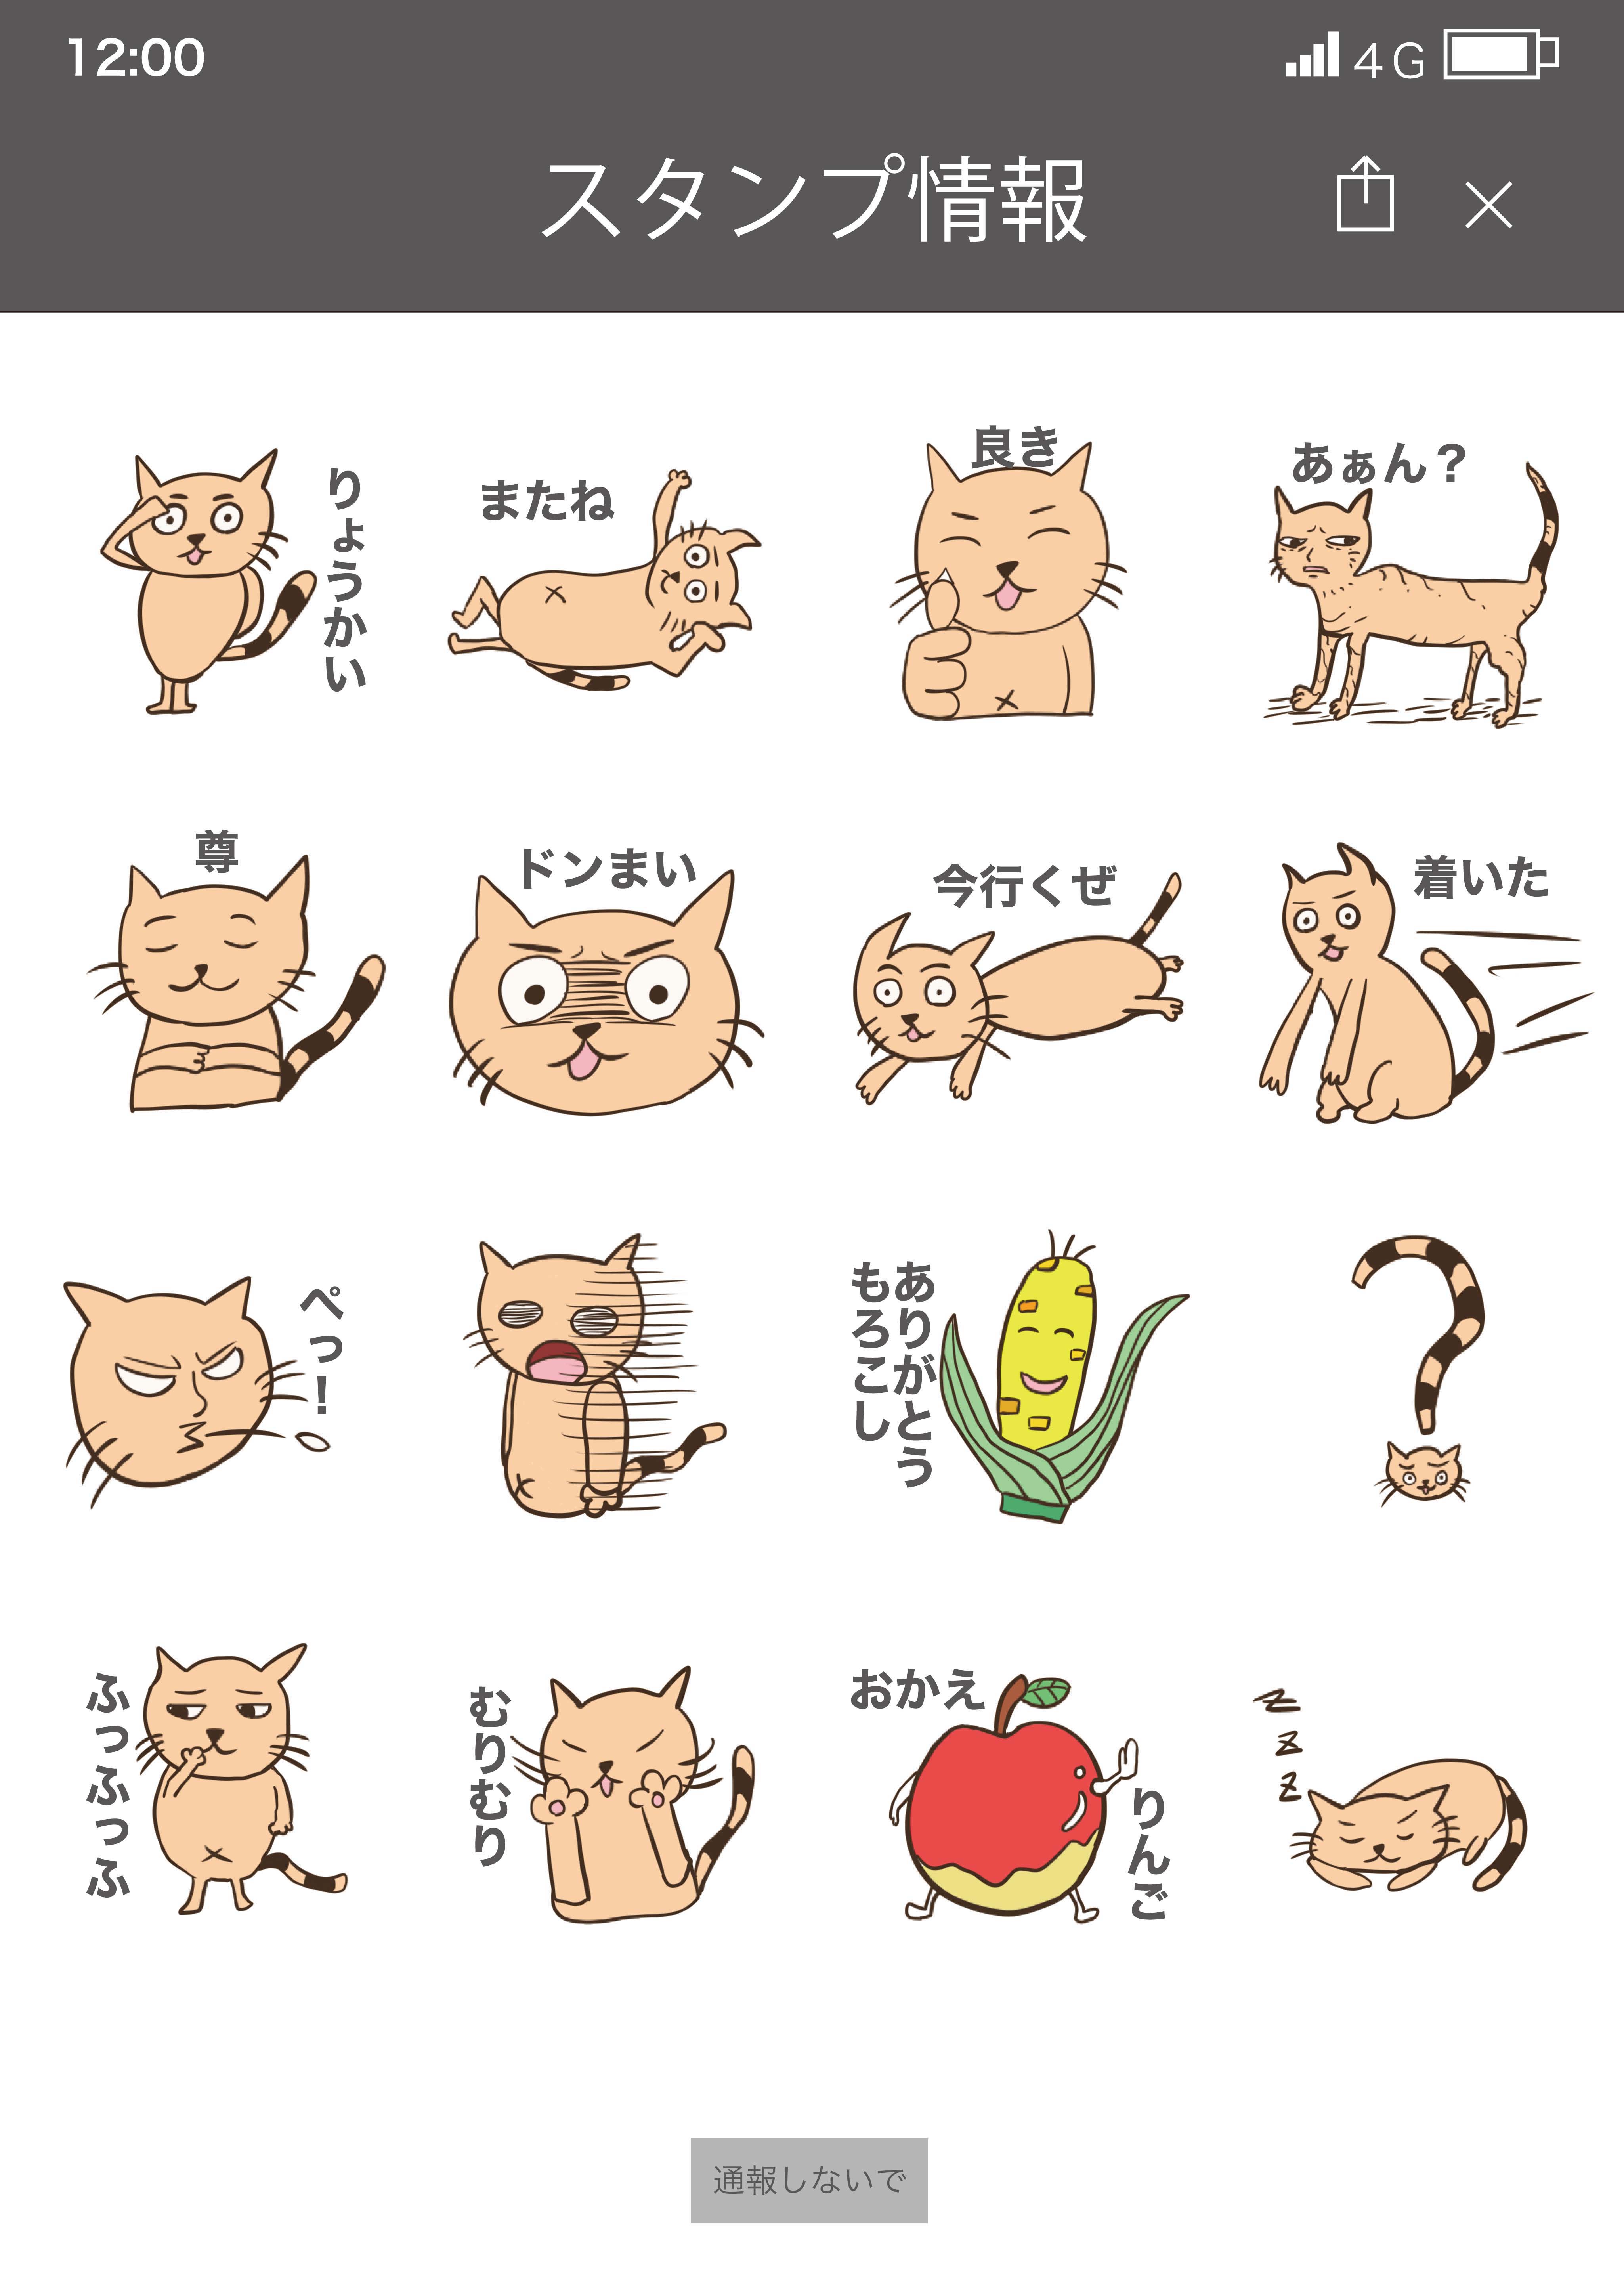 12:00
4G
スタンプ情報
りょうかい
またね
良き
あぁん？
尊
ドンまい
今行くぜ
着いた
ぺっ！
ありがとう
もろこし
ふっふっふ
むりむり
おかえ
りんご
z
z
z
通報しないで